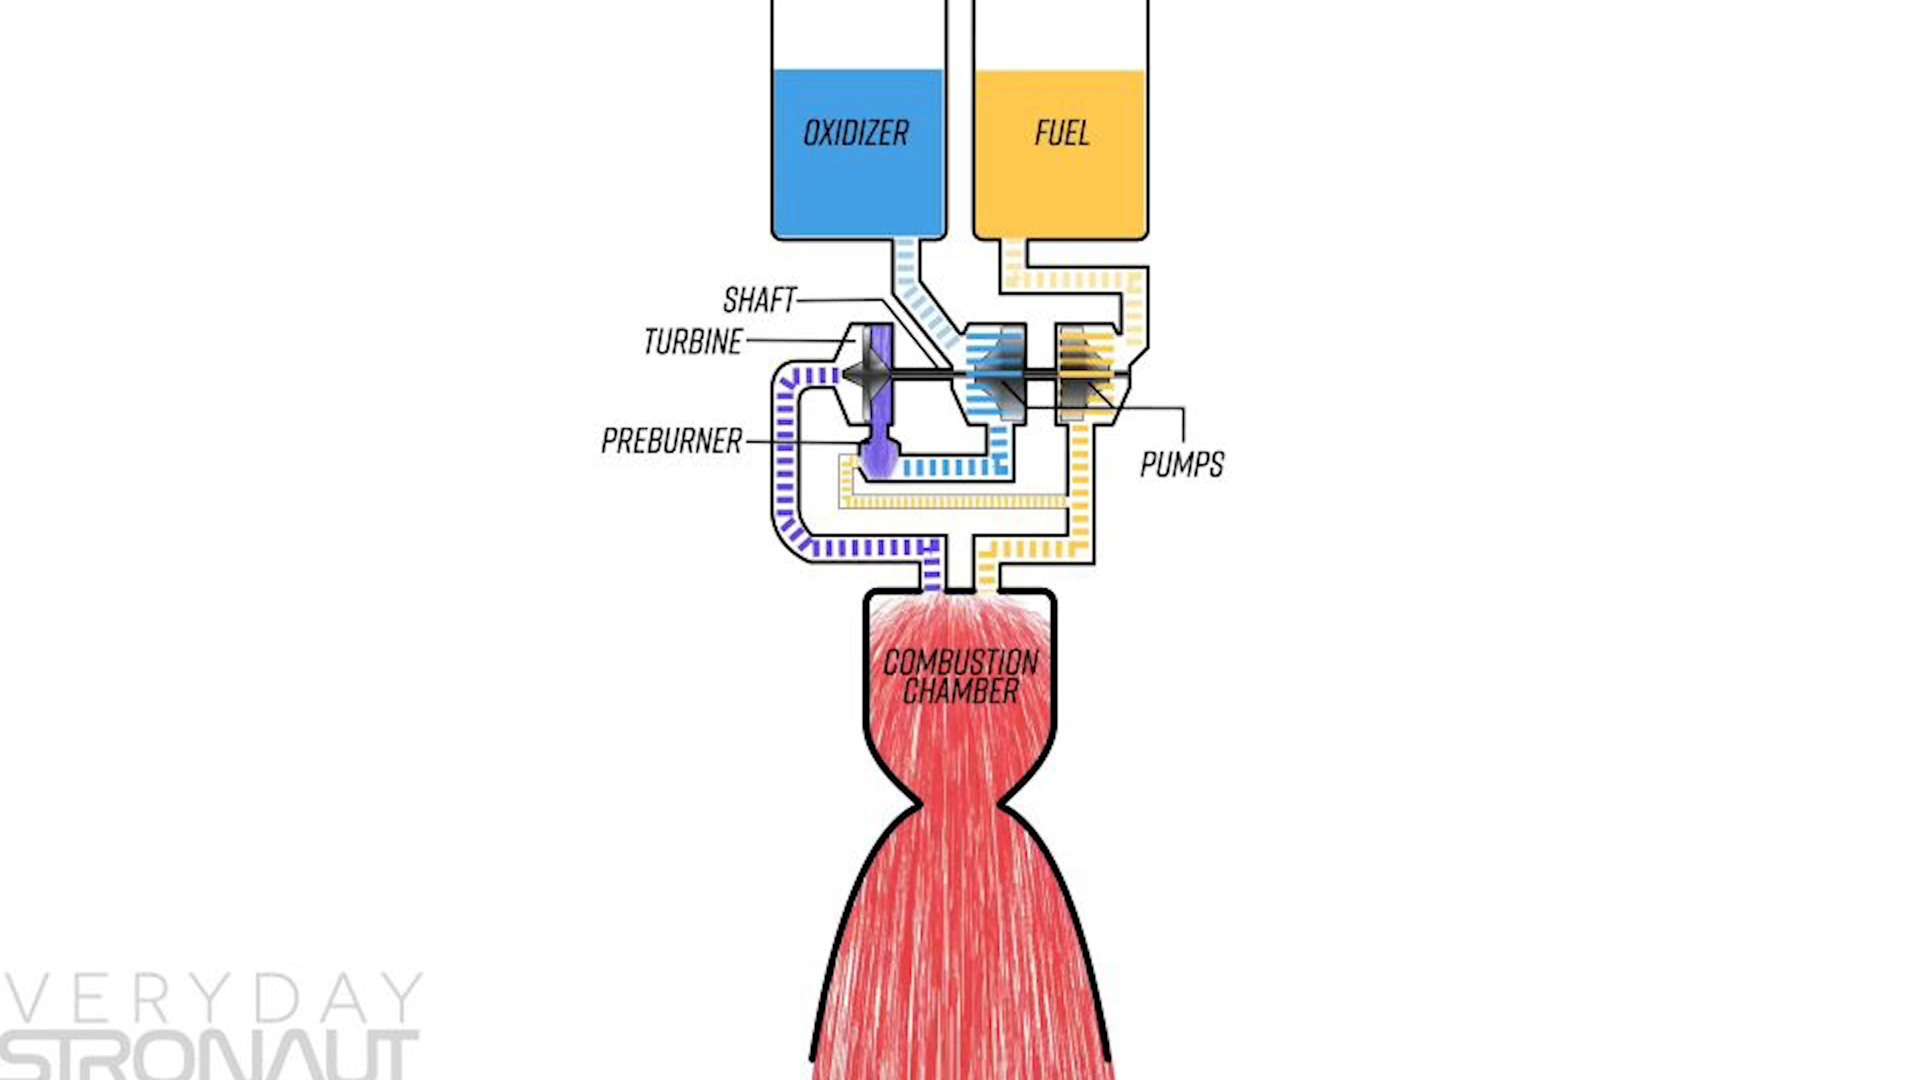 OXIDIZER
FUEL
SHAFT
TURBINE
PREBURNER
PUMPS
COMBUSTION
CHAMBER
VERYDAY
STRONAUT